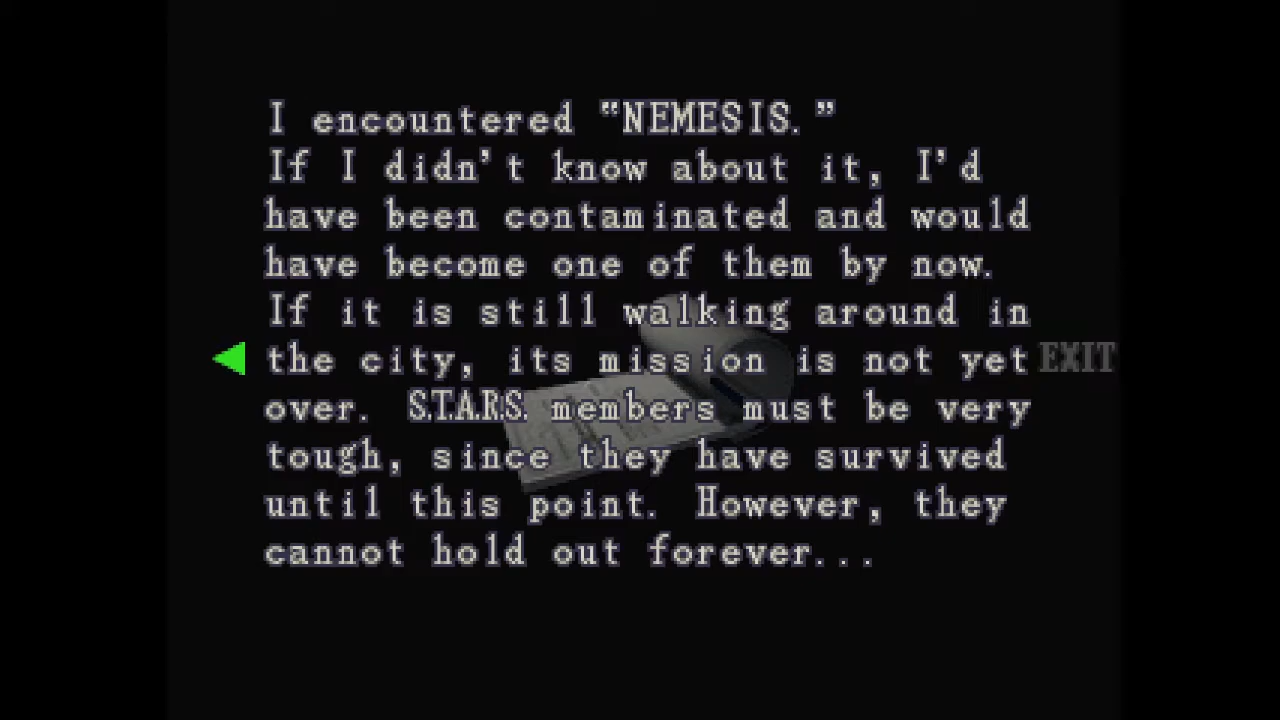 I encountered “NEMESIS.”
If I didn't know about it, I'd
have been contaminated and would
have become one of them by now.
If it is still walking around in
the city, its mission is not yet
EXIT
over. S.T.A.R.S. members must be very
tough, since they have survived
until this point. However, they
cannot hold out forever...